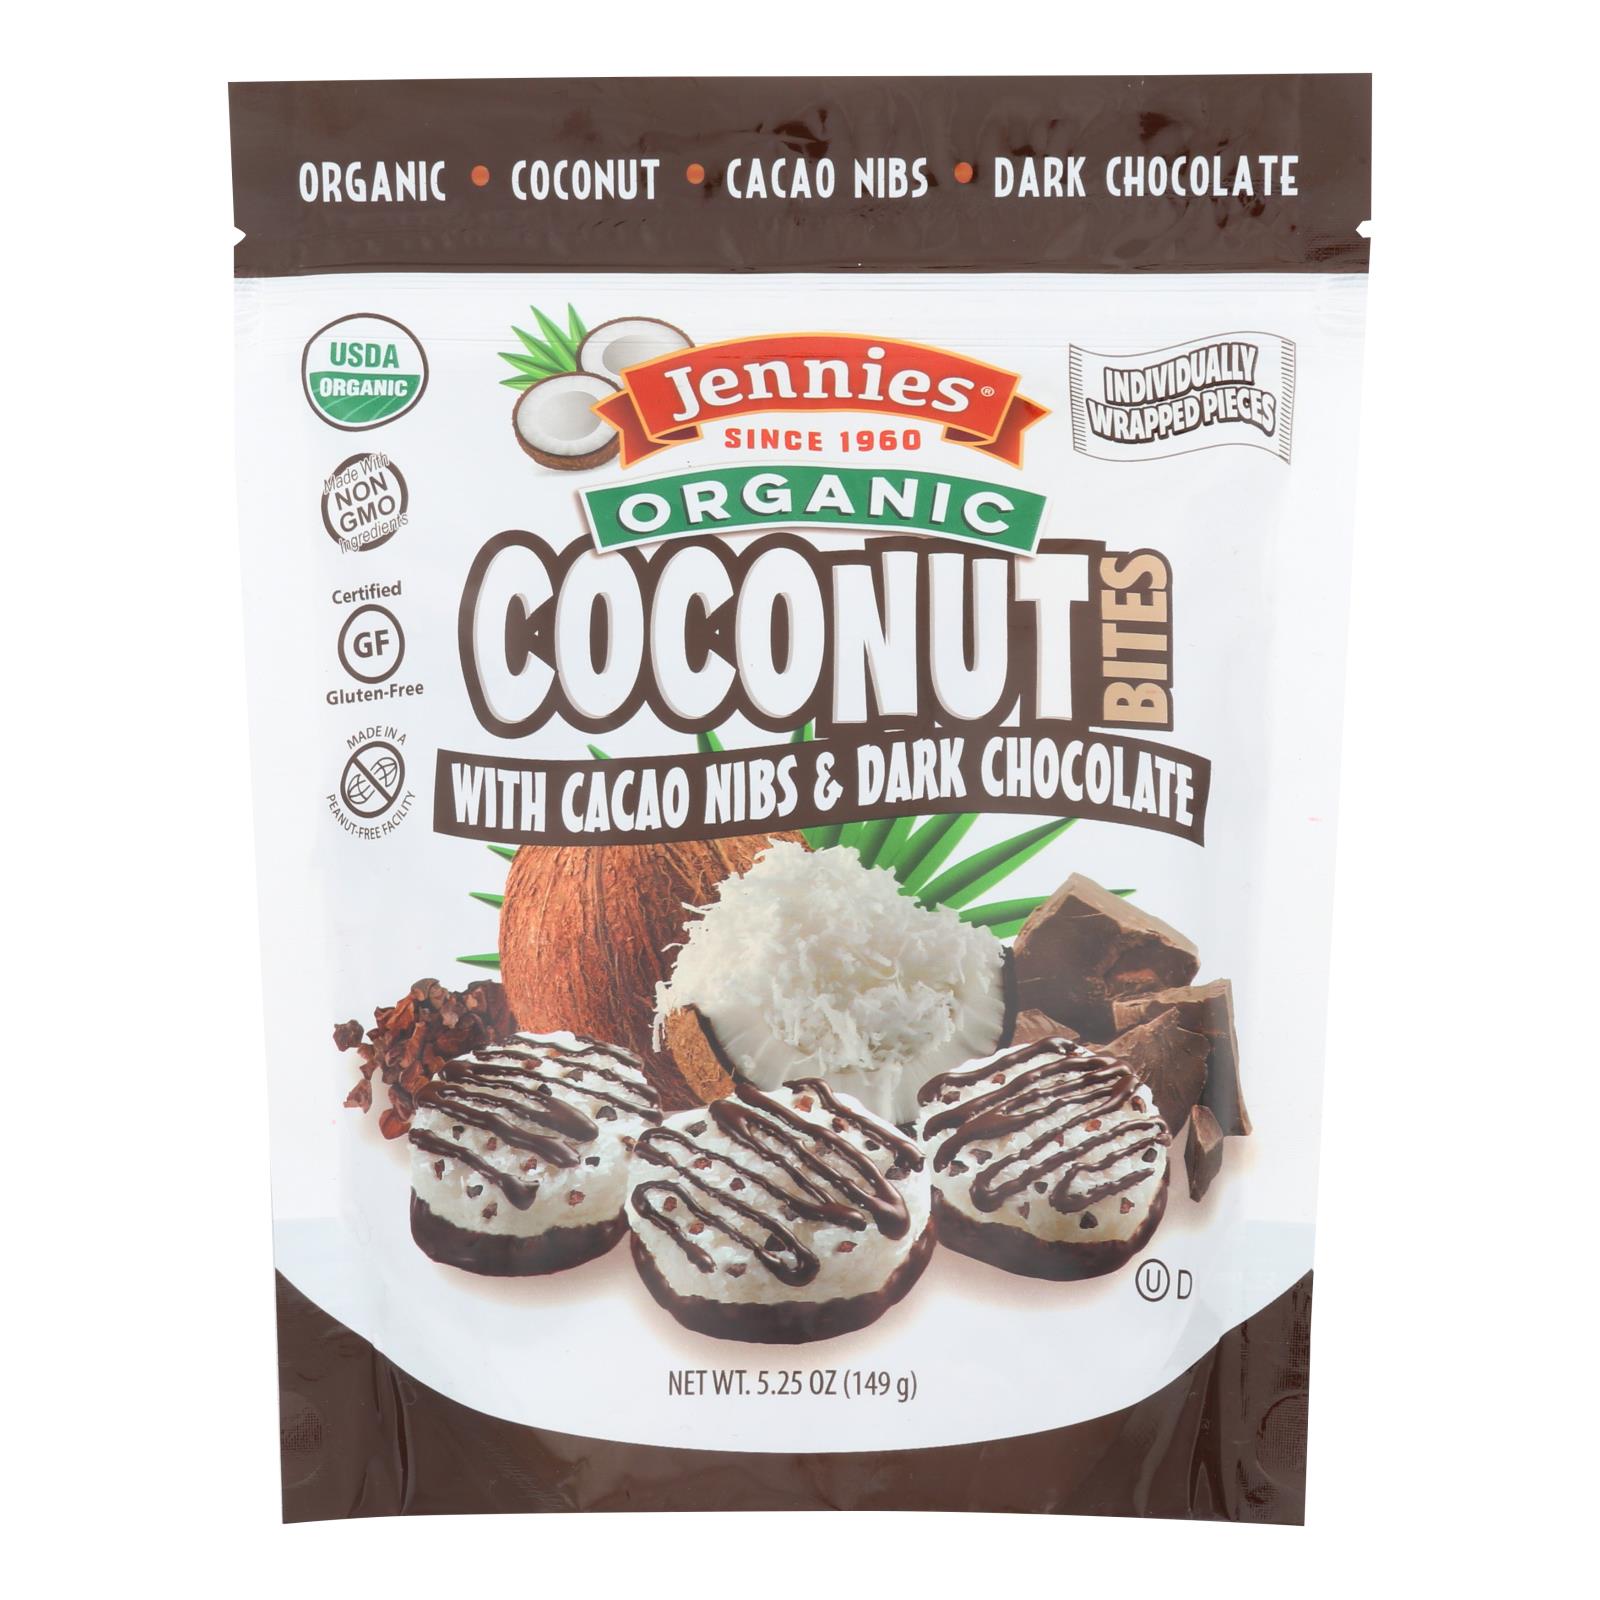 ORGANIC • COCONUT • CACAO NIBS • DARK CHOCOLATE
USDA
ORGANIC
Made With
NON
GMO
Ingredients
Certified
GF
Gluten-Free
MADE IN A
PEANUT-FREE FACILITY
Jennies®
SINCE 1960
ORGANIC
COCONUT
BITES
WITH CACAO NIBS & DARK CHOCOLATE
INDIVIDUALLY
WRAPPED PIECES
U D
NET WT. 5.25 OZ (149 g)